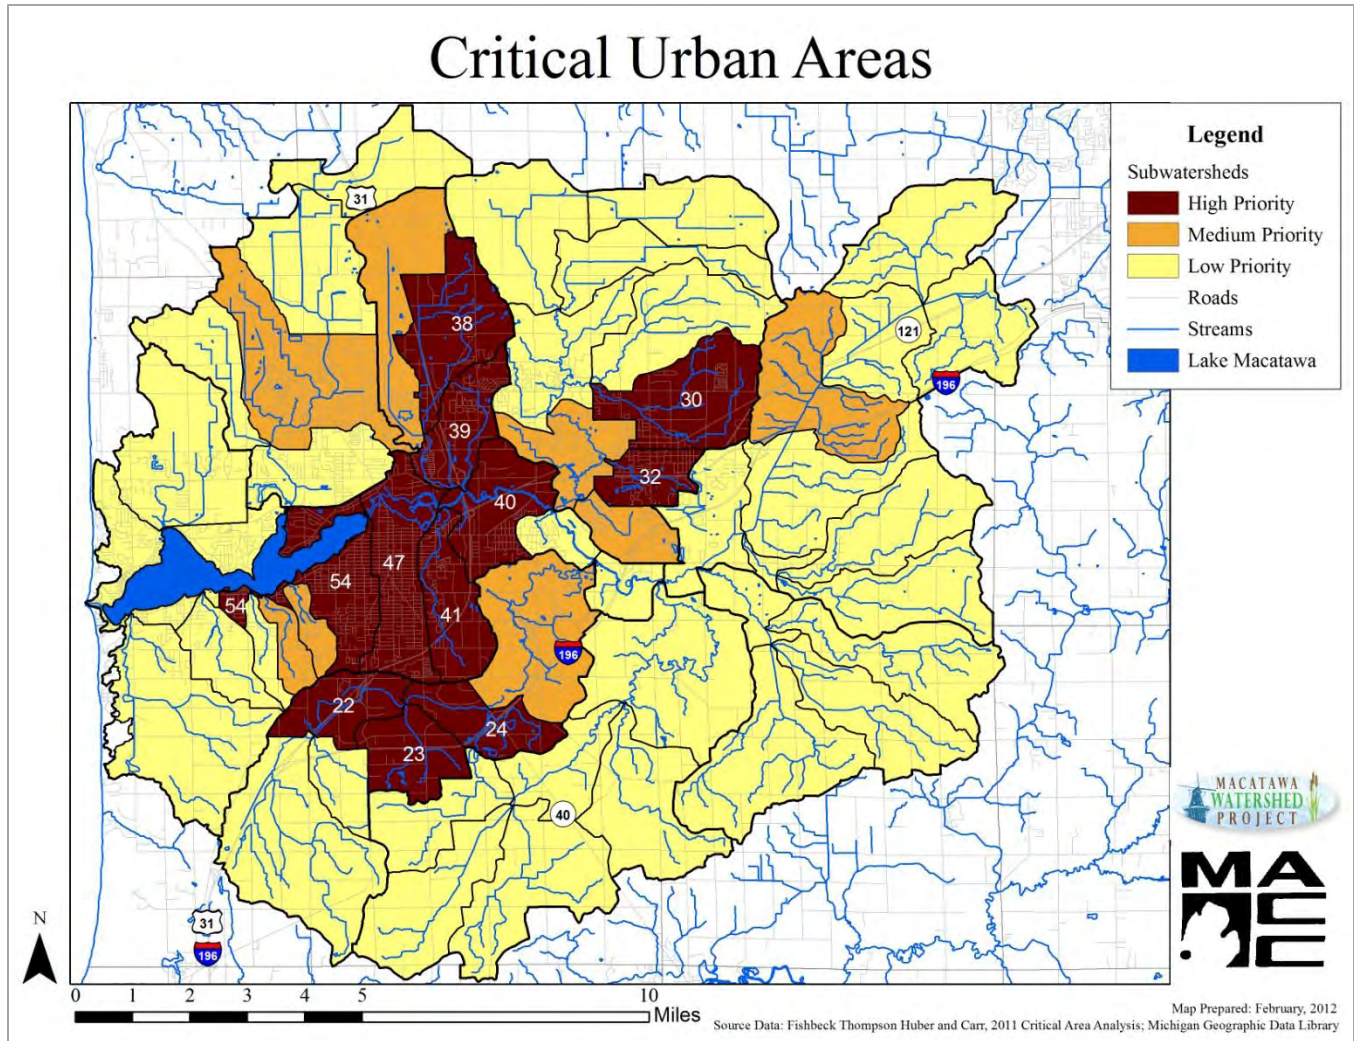 Critical Urban Areas
Legend
Subwatersheds
High Priority
Medium Priority
Low Priority
Roads
Streams
Lake Macatawa
31
38
121
196
30
39
32
40
47
54
54
41
196
22
24
23
40
31
196
N
0 1 2 3 4 5 10
Miles
MACATAWA
WATERSHED
PROJECT
MA
CC
Map Prepared: February, 2012
Source Data: Fishbeck Thompson Huber and Carr, 2011 Critical Area Analysis; Michigan Geographic Data Library